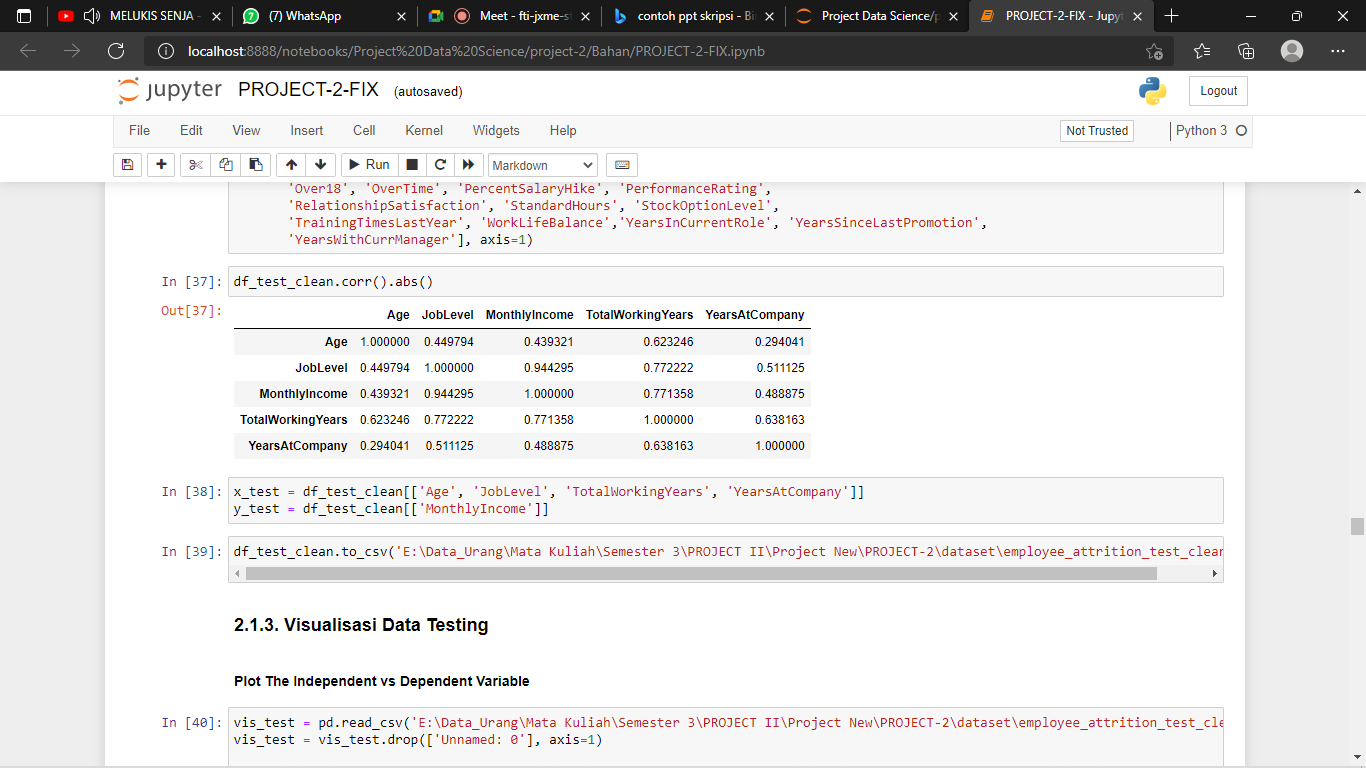 MELUKIS SENJA -
(7) WhatsApp
Meet - fti-jxme-s
contoh ppt skripsi - Bi
Project Data Science/p
PROJECT-2-FIX - Jupyt
localhost:8888/notebooks/Project%20Data%20Science/project-2/Bahan/PROJECT-2-FIX.ipynb
jupyter PROJECT-2-FIX (autosaved)
Logout
File Edit View Insert Cell Kernel Widgets Help
Not Trusted
Python 3
Run
Markdown
'Over18', 'OverTime', 'PercentSalaryHike', 'PerformanceRating',
'RelationshipSatisfaction', 'StandardHours', 'StockOptionLevel',
'TrainingTimesLastYear', 'WorkLifeBalance','YearsInCurrentRole', 'YearsSinceLastPromotion',
'YearsWithCurrManager'], axis=1)
In [37]: df_test_clean.corr().abs()
Out[37]:
Age JobLevel MonthlyIncome TotalWorkingYears YearsAtCompany
Age 1.000000 0.449794 0.439321 0.623246 0.294041
JobLevel 0.449794 1.000000 0.944295 0.772222 0.511125
MonthlyIncome 0.439321 0.944295 1.000000 0.771358 0.488875
TotalWorkingYears 0.623246 0.772222 0.771358 1.000000 0.638163
YearsAtCompany 0.294041 0.511125 0.488875 0.638163 1.000000
In [38]: x_test = df_test_clean[['Age', 'JobLevel', 'TotalWorkingYears', 'YearsAtCompany']]
y_test = df_test_clean[['MonthlyIncome']]
In [39]: df_test_clean.to_csv('E:\Data_Urang\Mata Kuliah\Semester 3\PROJECT II\Project New\PROJECT-2\dataset\employee_attrition_test_clean
2.1.3. Visualisasi Data Testing
Plot The Independent vs Dependent Variable
In [40]: vis_test = pd.read_csv('E:\Data_Urang\Mata Kuliah\Semester 3\PROJECT II\Project New\PROJECT-2\dataset\employee_attrition_test_cle
vis_test = vis_test.drop(['Unnamed: 0'], axis=1)